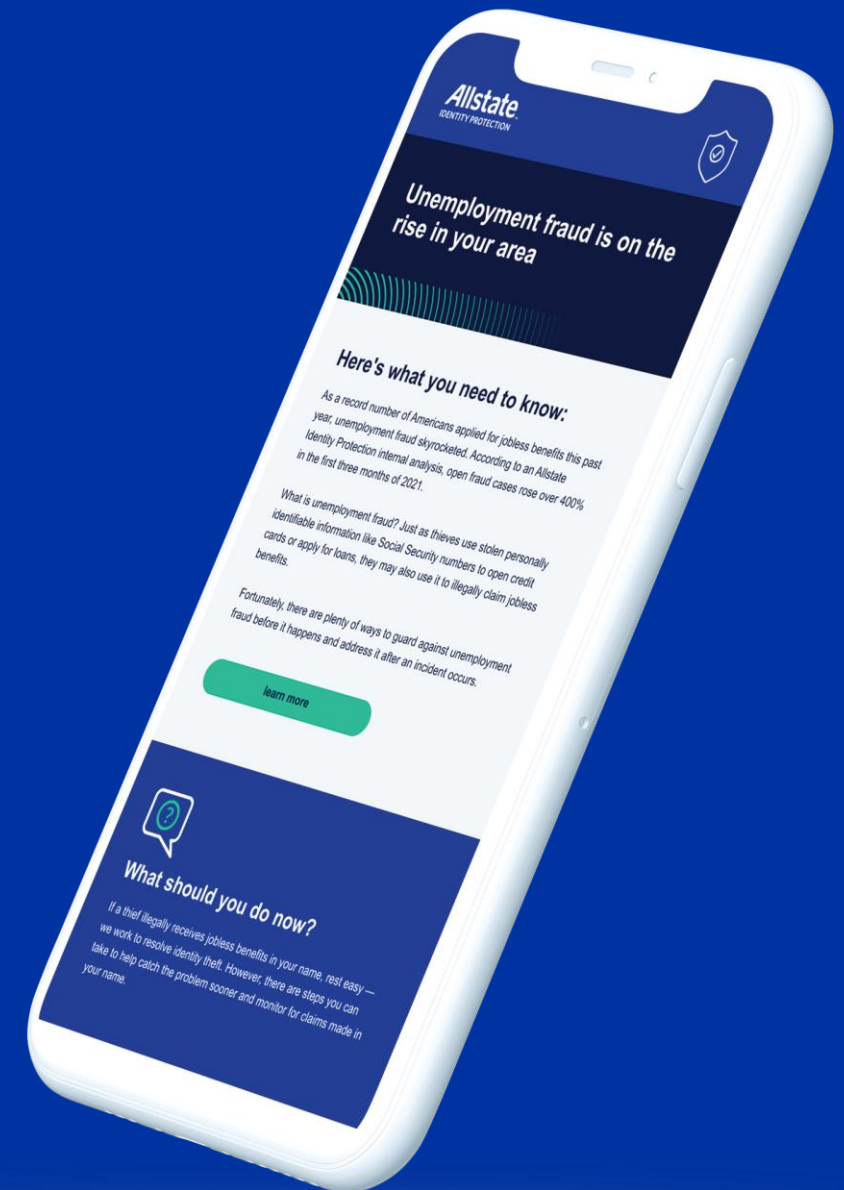 Allstate
IDENTITY PROTECTION
Unemployment fraud is on the
rise in your area
Here's what you need to know:
As a record number of Americans applied for jobless benefits this past
year, unemployment fraud skyrocketed. According to an Allstate
Identity Protection internal analysis, open fraud cases rose over 400%
in the first three months of 2021.
What is unemployment fraud? Just as thieves use stolen personally
identifiable information like Social Security numbers to open credit
cards or apply for loans, they may also use it to illegally claim jobless
benefits.
Fortunately, there are plenty of ways to guard against unemployment
fraud before it happens and address it after an incident occurs.
learn more
?
What should you do now?
If a thief illegally receives jobless benefits in your name, rest easy —
we work to resolve identity theft. However, there are steps you can
take to help catch the problem sooner and monitor for claims made in
your name.